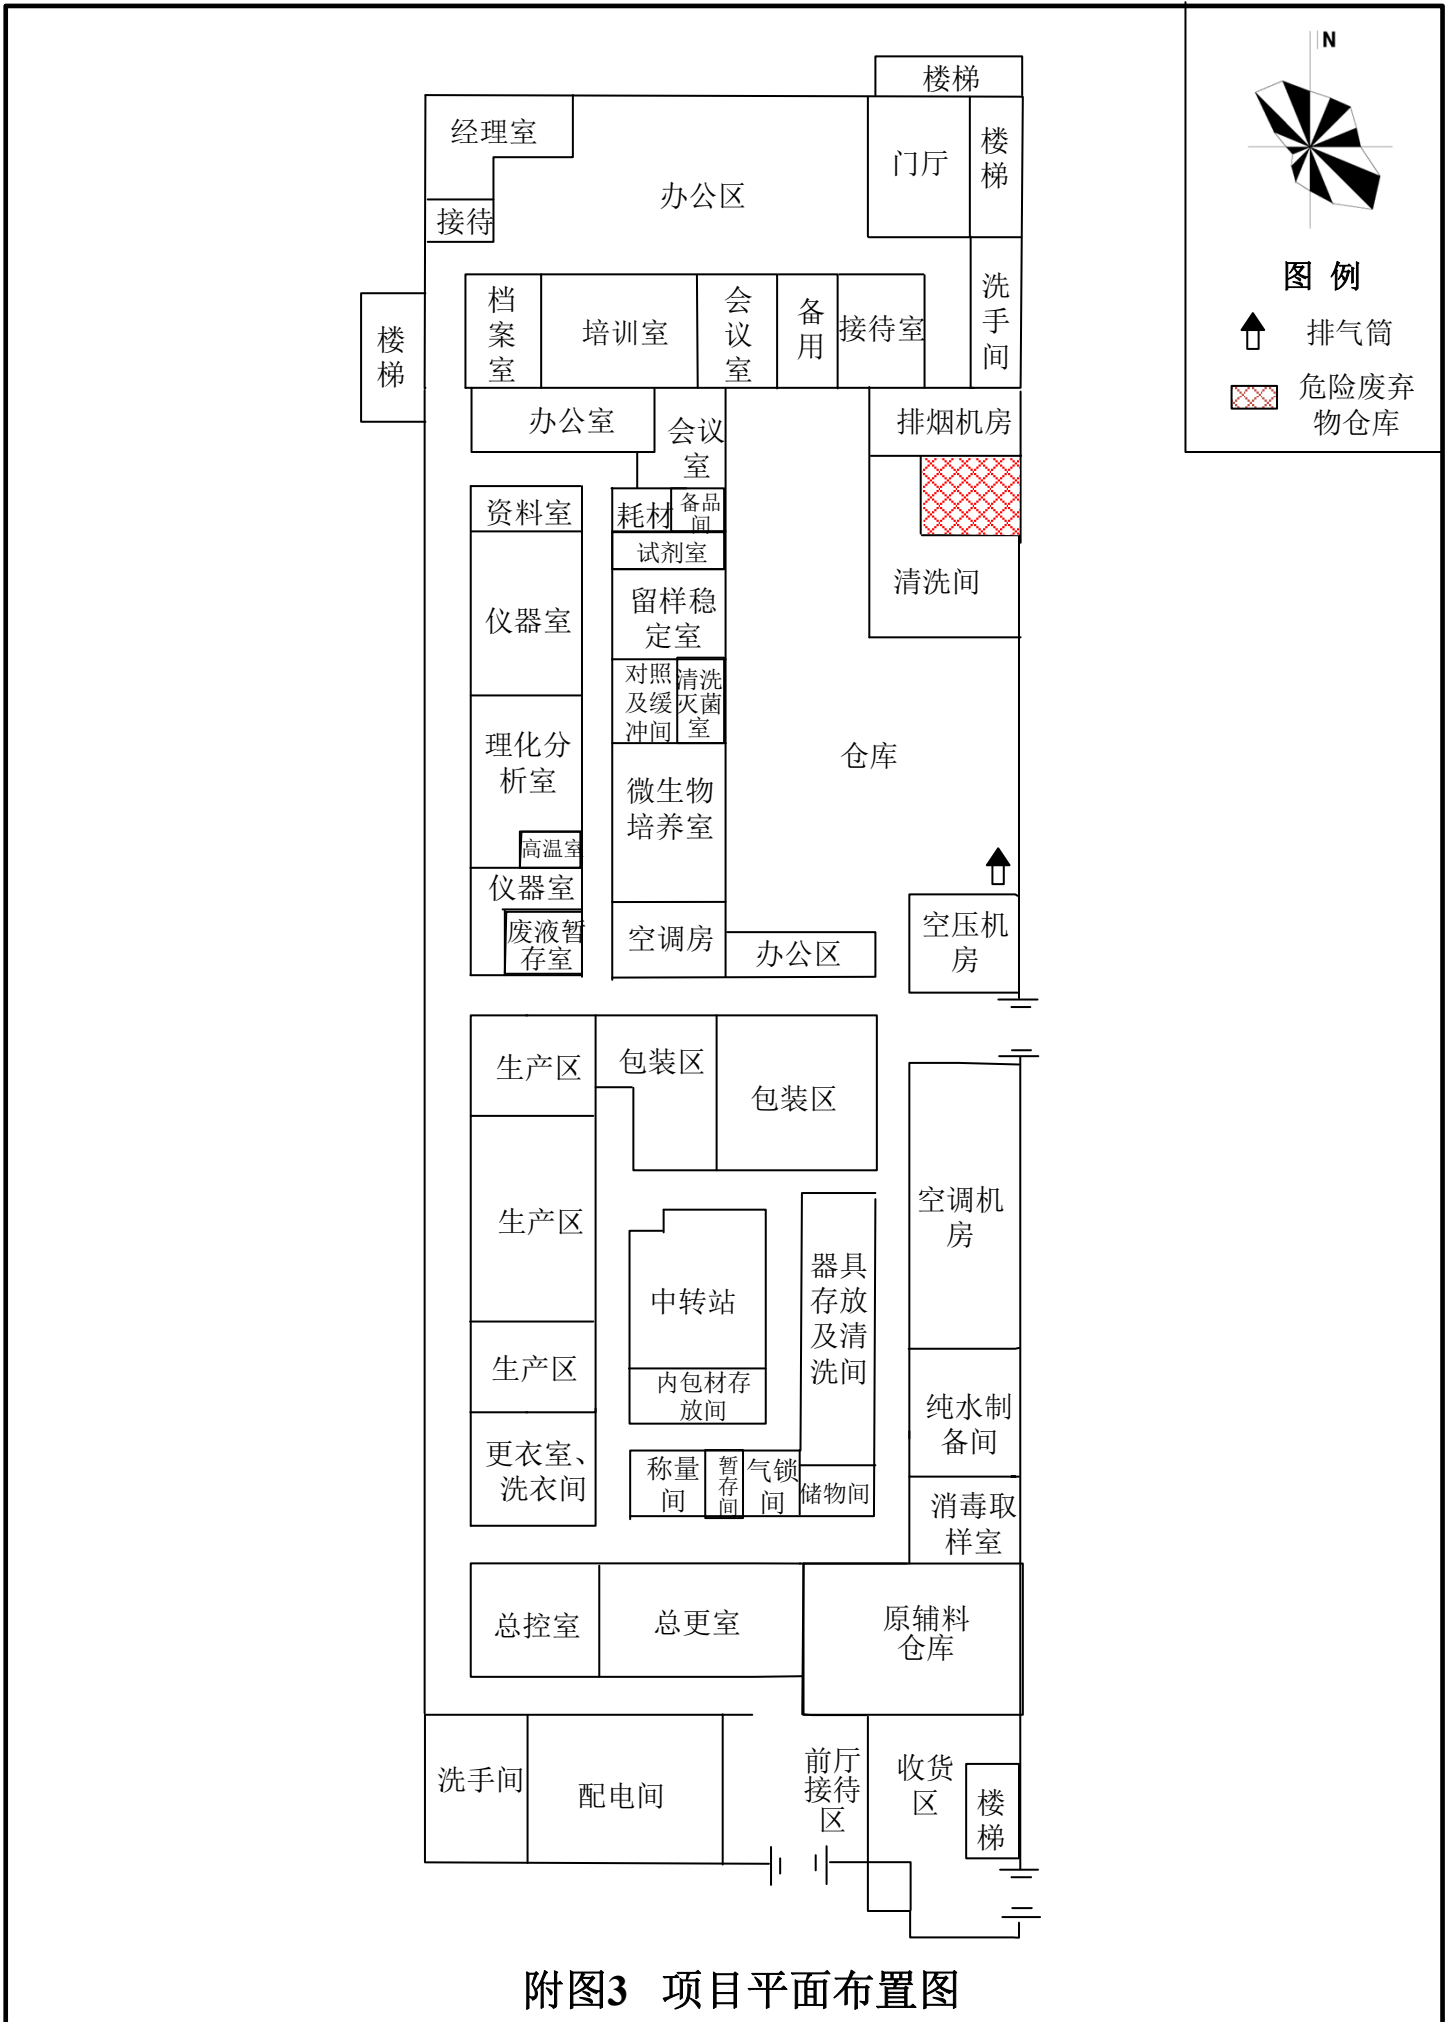 N
楼梯
经理室
门厅
楼
梯
办公区
接待
图 例
排气筒
危险废弃
物仓库
楼
梯
档
案
室
培训室
会
议
室
备
用
接待室
洗
手
间
办公室
会议
室
排烟机房
资料室
耗材
备品
间
试剂室
仪器室
留样稳
定室
清洗间
对照
及缓
冲间
清洗
灭菌
室
理化分
析室
仓库
微生物
培养室
高温室
仪器室
废液暂
存室
空调房
办公区
空压机
房
生产区
包装区
包装区
生产区
空调机
房
中转站
器具
存放
及清
洗间
生产区
内包材存
放间
纯水制
备间
更衣室、
洗衣间
称量
间
暂
存
间
气锁
间
储物间
消毒取
样室
总控室
总更室
原辅料
仓库
洗手间
配电间
前厅
接待
区
收货
区
楼
梯
附图3 项目平面布置图